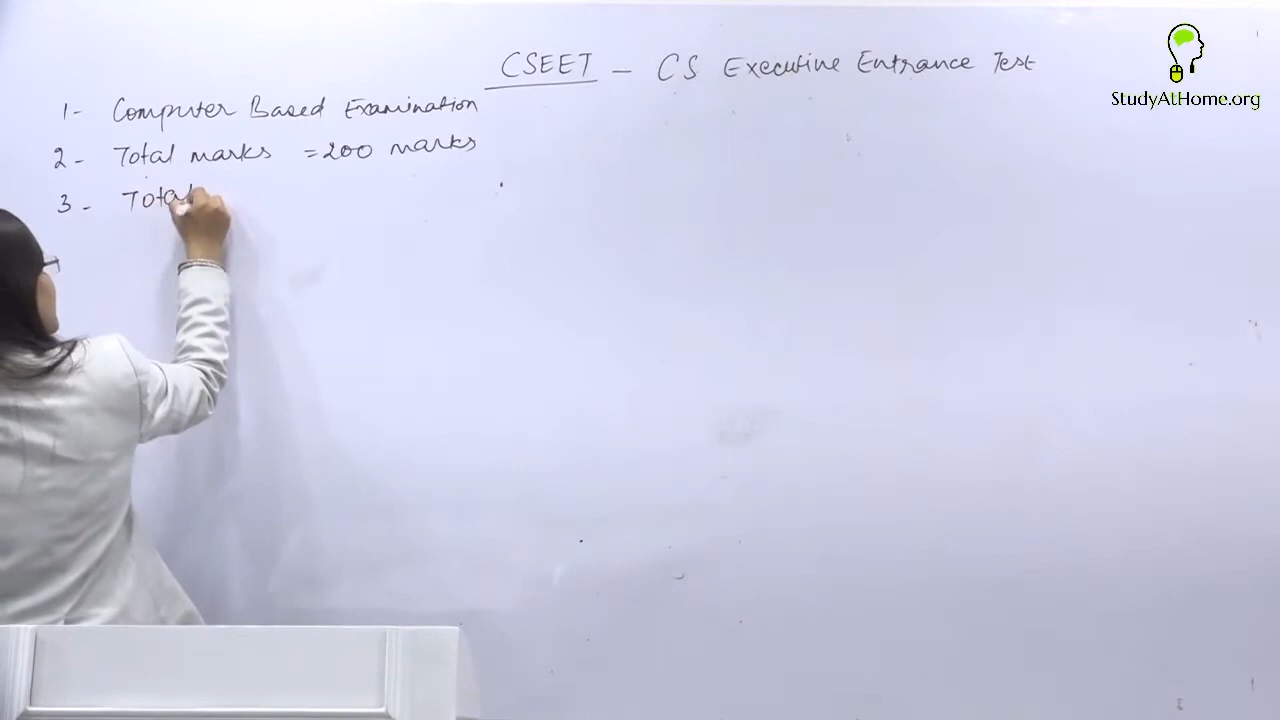 CSEET - CS Executive Entrance Test
StudyAtHome.org
1- Computer Based Examination
2- Total marks = 200 marks
3- Total